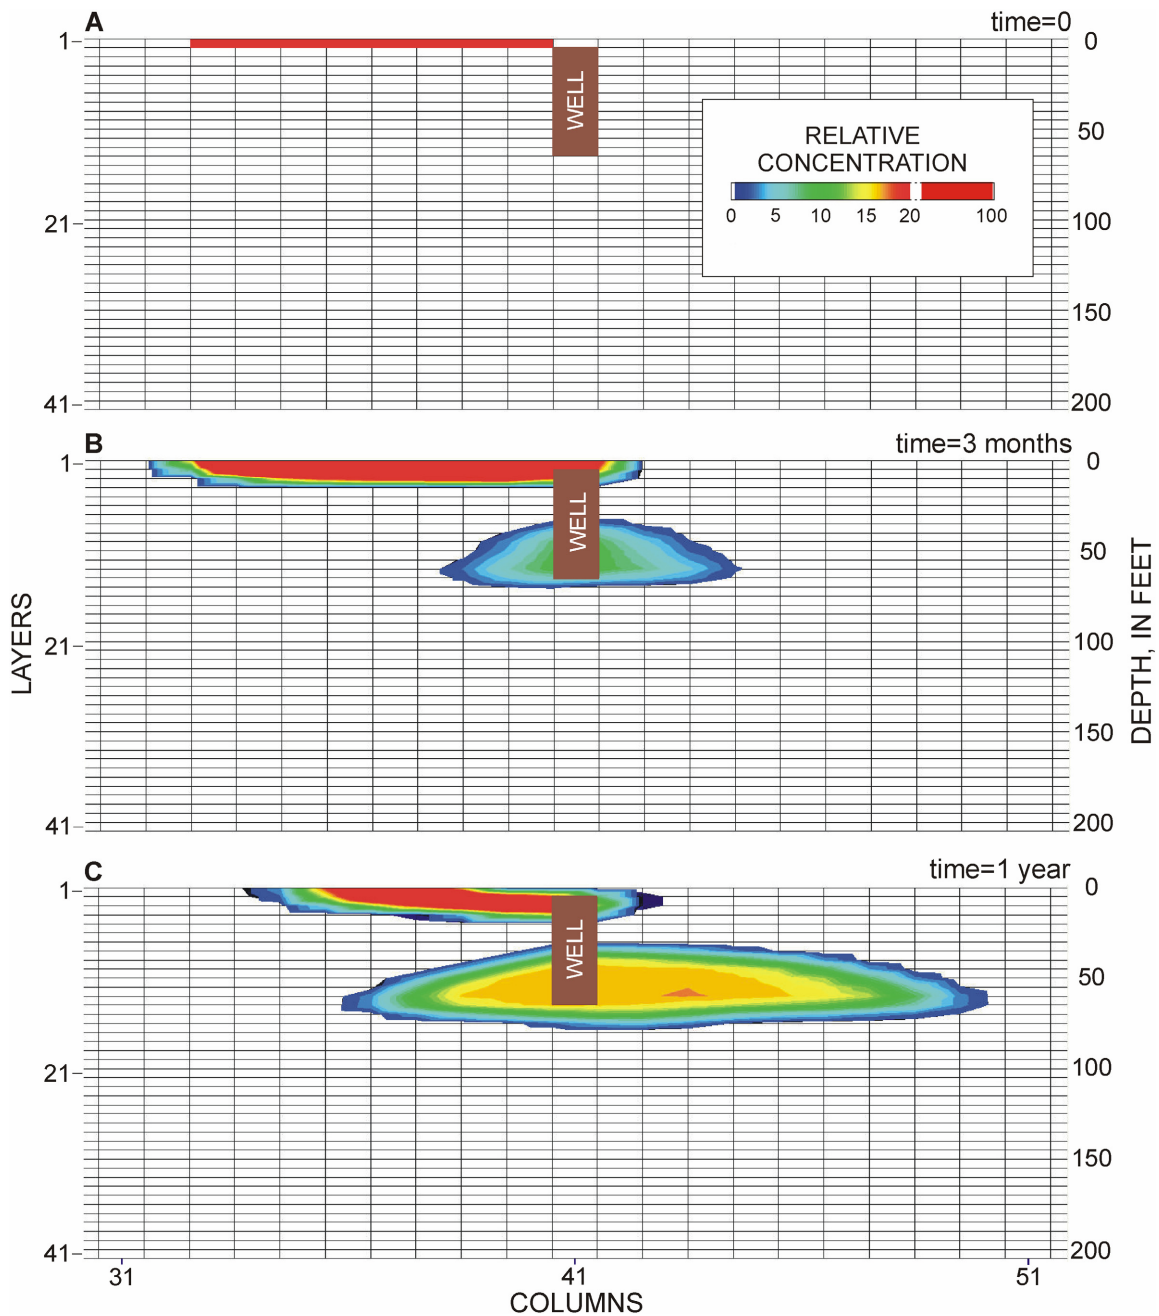 A time=0
1 0
WELL
50
RELATIVE
CONCENTRATION
0 5 10 15 20 100
21 100
150
41 200
B time=3 months
1 0
WELL
50
LAYERS
21 100
DEPTH, IN FEET
150
41 200
C time=1 year
1 0
WELL
50
21 100
150
41 200
31 41 51
COLUMNS